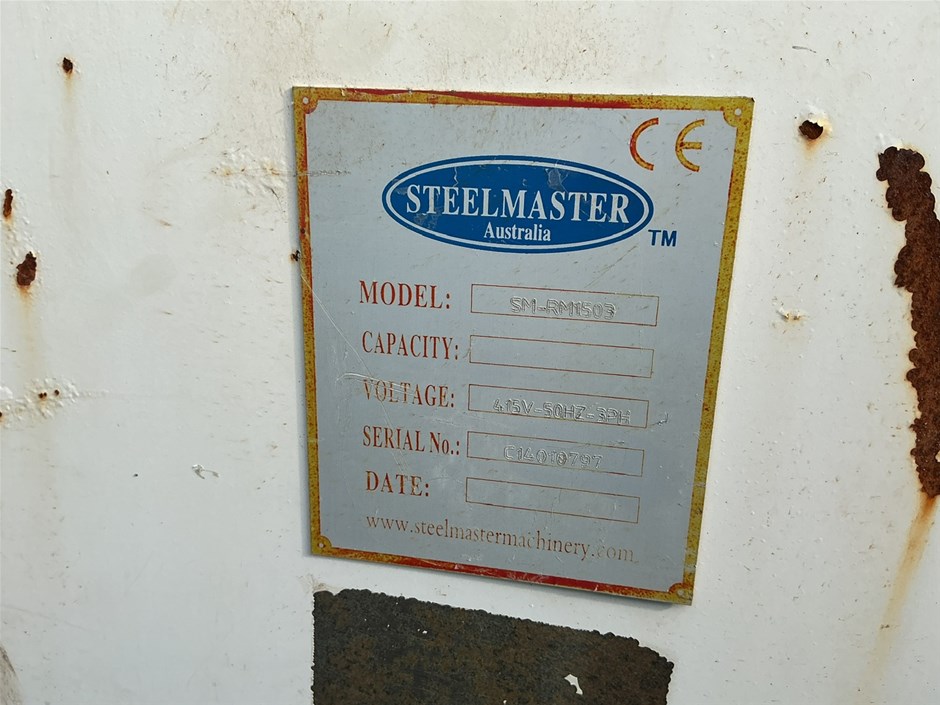 CE
STEELMASTER
Australia
TM
MODEL: SM-RM1503
CAPACITY:
VOLTAGE: 415V-50HZ-3PH
SERIAL No.:
DATE:
www.steelmastermachinery.com